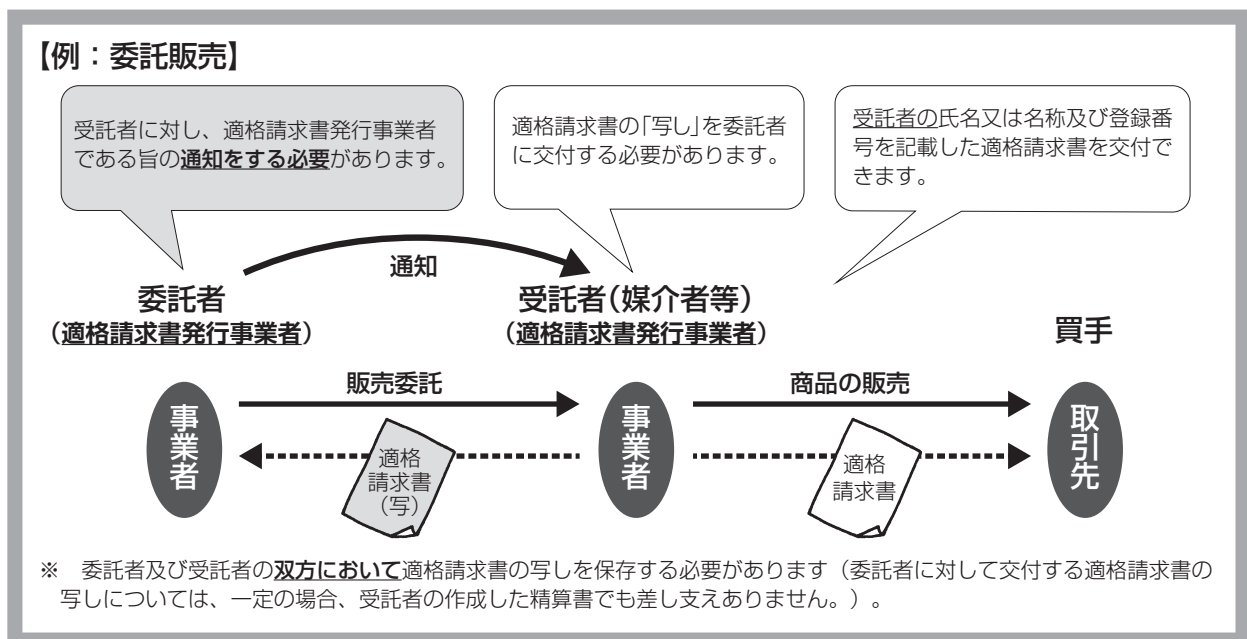 【例：委託販売】
受託者に対し、適格請求書発行事業者
である旨の通知をする必要があります。
適格請求書の「写し」を委託者
に交付する必要があります。
受託者の氏名又は名称及び登録番
号を記載した適格請求書を交付で
きます。
通知
委託者
（適格請求書発行事業者）
受託者（媒介者等）
（適格請求書発行事業者）
買手
事業者
販売委託
適格
請求書
（写）
事業者
商品の販売
適格
請求書
取引先
※　委託者及び受託者の双方において適格請求書の写しを保存する必要があります（委託者に対して交付する適格請求書の
写しについては、一定の場合、受託者の作成した精算書でも差し支えありません。）。